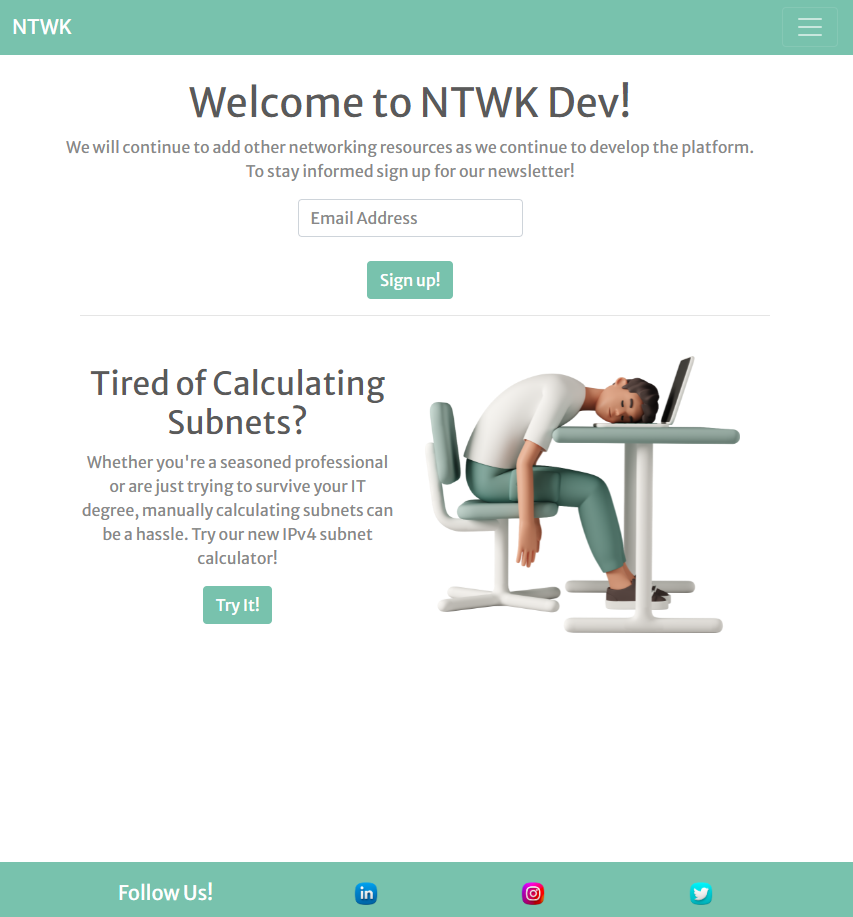 NTWK
Welcome to NTWK Dev!
We will continue to add other networking resources as we continue to develop the platform.
To stay informed sign up for our newsletter!
Email Address
Sign up!
Tired of Calculating
Subnets?
Whether you're a seasoned professional
or are just trying to survive your IT
degree, manually calculating subnets can
be a hassle. Try our new IPv4 subnet
calculator!
Try It!
Follow Us!
in